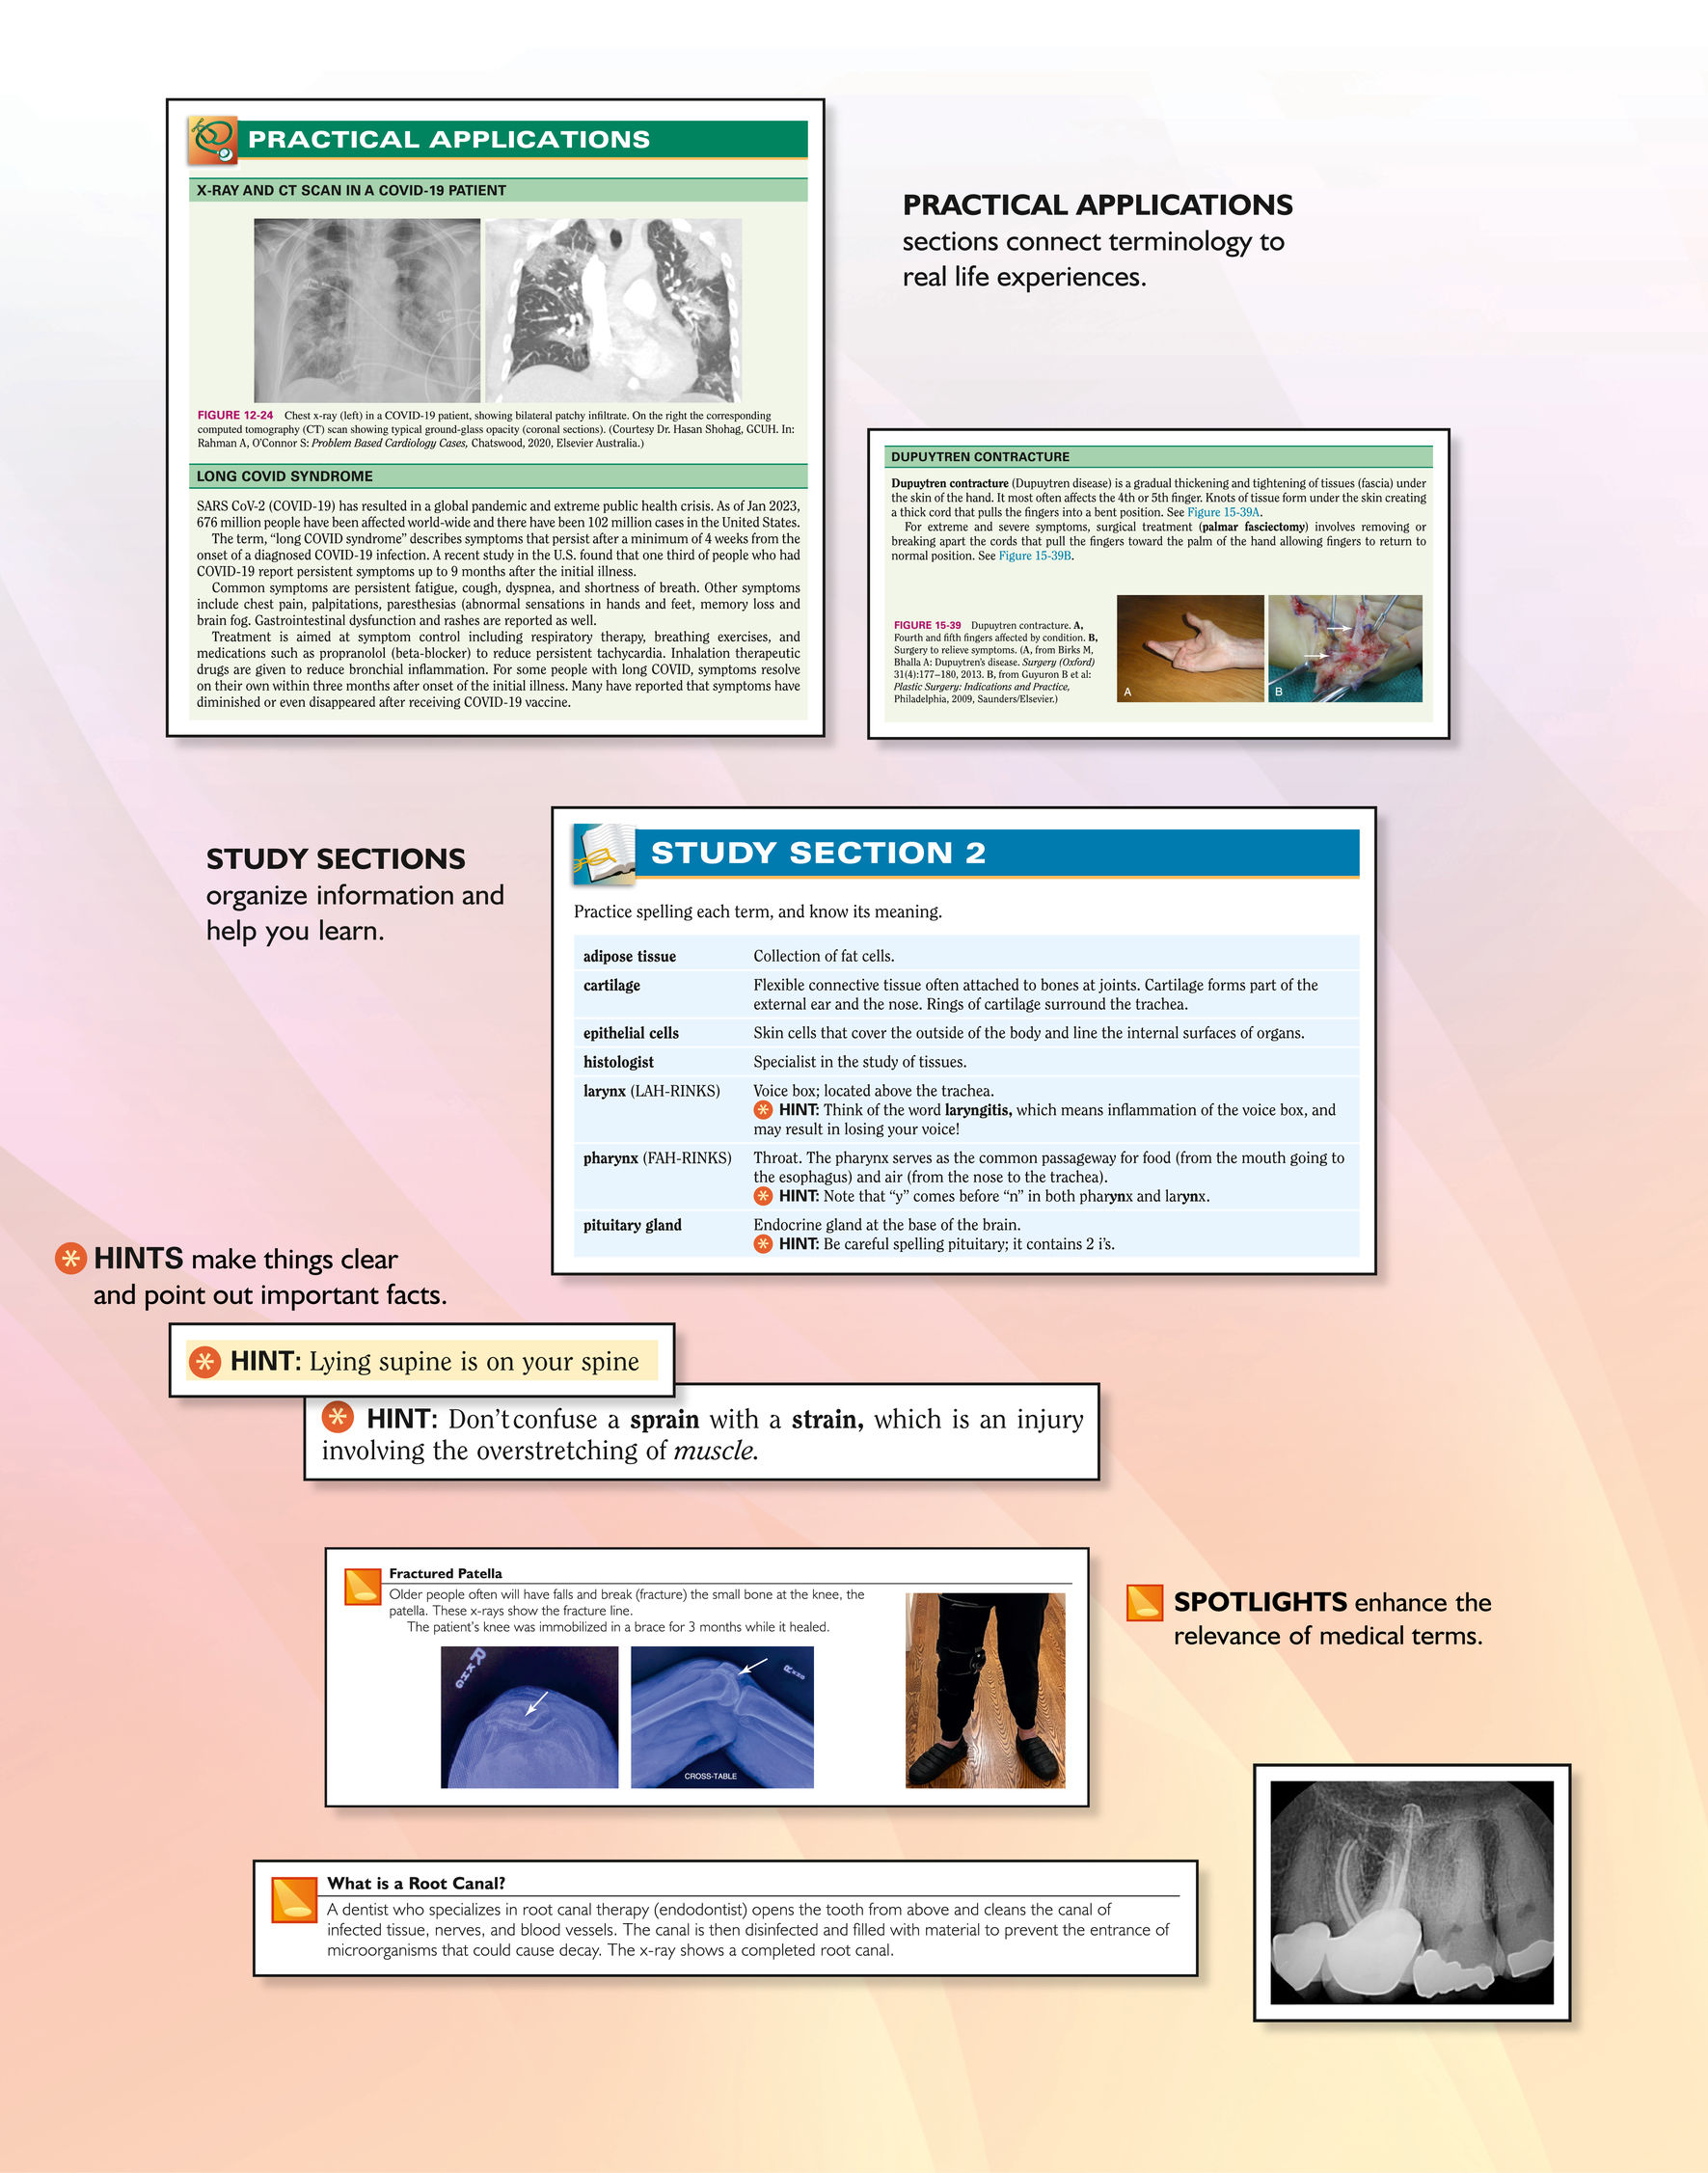 PRACTICAL APPLICATIONS
X-RAY AND CT SCAN IN A COVID-19 PATIENT
FIGURE 12-24 Chest x-ray (left) in a COVID-19 patient, showing bilateral patchy infiltrate. On the right the corresponding
computed tomography (CT) scan showing typical ground-glass opacity (coronal sections). (Courtesy Dr. Hasan Shohag, GCUH. In:
Rahman A, O'Connor S: Problem Based Cardiology Cases, Chatswood, 2020, Elsevier Australia.)
LONG COVID SYNDROME
SARS CoV-2 (COVID-19) has resulted in a global pandemic and extreme public health crisis. As of Jan 2023,
676 million people have been affected world-wide and there have been 102 million cases in the United States.
The term, "long COVID syndrome" describes symptoms that persist after a minimum of 4 weeks from the
onset of a diagnosed COVID-19 infection. A recent study in the U.S. found that one third of people who had
COVID-19 report persistent symptoms up to 9 months after the initial illness.
Common symptoms are persistent fatigue, cough, dyspnea, and shortness of breath. Other symptoms
include chest pain, palpitations, paresthesias (abnormal sensations in hands and feet, memory loss and
brain fog. Gastrointestinal dysfunction and rashes are reported as well.
Treatment is aimed at symptom control including respiratory therapy, breathing exercises, and
medications such as propranolol (beta-blocker) to reduce persistent tachycardia. Inhalation therapeutic
drugs are given to reduce bronchial inflammation. For some people with long COVID, symptoms resolve
on their own within three months after onset of the initial illness. Many have reported that symptoms have
diminished or even disappeared after receiving COVID-19 vaccine.
PRACTICAL APPLICATIONS
sections connect terminology to
real life experiences.
DUPUYTREN CONTRACTURE
Dupuytren contracture (Dupuytren disease) is a gradual thickening and tightening of tissues (fascia) under
the skin of the hand. It most often affects the 4th or 5th finger. Knots of tissue form under the skin creating
a thick cord that pulls the fingers into a bent position. See Figure 15-39A.
For extreme and severe symptoms, surgical treatment (palmar fasciectomy) involves removing or
breaking apart the cords that pull the fingers toward the palm of the hand allowing fingers to return to
normal position. See Figure 15-39B.
FIGURE 15-39 Dupuytren contracture. A,
Fourth and fifth fingers affected by condition. B,
Surgery to relieve symptoms. (A, from Birks M,
Bhalla A: Dupuytren's disease. Surgery (Oxford)
31(4):177–180, 2013. B, from Guyuron B et al:
Plastic Surgery: Indications and Practice,
Philadelphia, 2009, Saunders/Elsevier.)
A
B
STUDY SECTIONS
organize information and
help you learn.
STUDY SECTION 2
Practice spelling each term, and know its meaning.
adipose tissue Collection of fat cells.
cartilage Flexible connective tissue often attached to bones at joints. Cartilage forms part of the
external ear and the nose. Rings of cartilage surround the trachea.
epithelial cells Skin cells that cover the outside of the body and line the internal surfaces of organs.
histologist Specialist in the study of tissues.
larynx (LAH-RINKS) Voice box; located above the trachea.
* HINT: Think of the word laryngitis, which means inflammation of the voice box, and
may result in losing your voice!
pharynx (FAH-RINKS) Throat. The pharynx serves as the common passageway for food (from the mouth going to
the esophagus) and air (from the nose to the trachea).
* HINT: Note that "y" comes before "n" in both pharynx and larynx.
pituitary gland Endocrine gland at the base of the brain.
* HINT: Be careful spelling pituitary; it contains 2 i's.
* HINTS make things clear
and point out important facts.
* HINT: Lying supine is on your spine
* HINT: Don't confuse a sprain with a strain, which is an injury
involving the overstretching of muscle.
Fractured Patella
Older people often will have falls and break (fracture) the small bone at the knee, the
patella. These x-rays show the fracture line.
The patient's knee was immobilized in a brace for 3 months while it healed.
R
R
CROSS-TABLE
SPOTLIGHTS enhance the
relevance of medical terms.
What is a Root Canal?
A dentist who specializes in root canal therapy (endodontist) opens the tooth from above and cleans the canal of
infected tissue, nerves, and blood vessels. The canal is then disinfected and filled with material to prevent the entrance of
microorganisms that could cause decay. The x-ray shows a completed root canal.